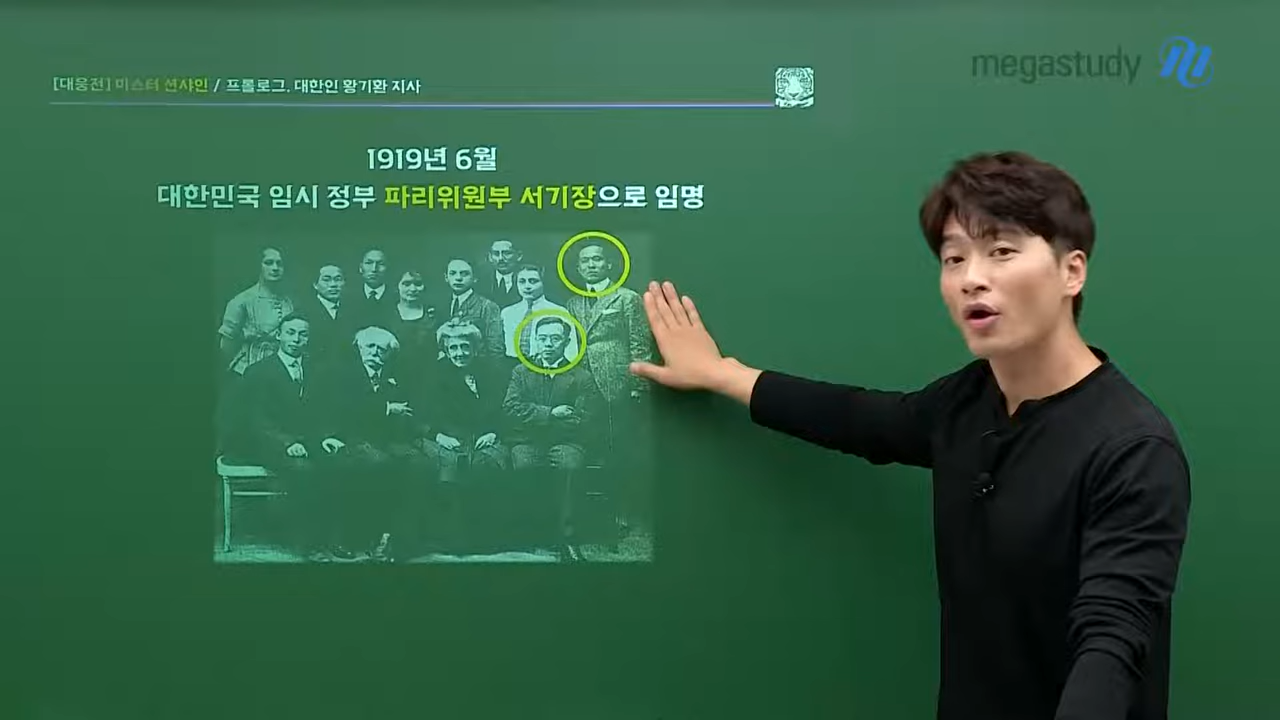 [대웅전] 미스터 션샤인 / 프롤로그. 대한인 황기환 지사
megastudy
1919년 6월
대한민국 임시 정부 파리위원부 서기장으로 임명